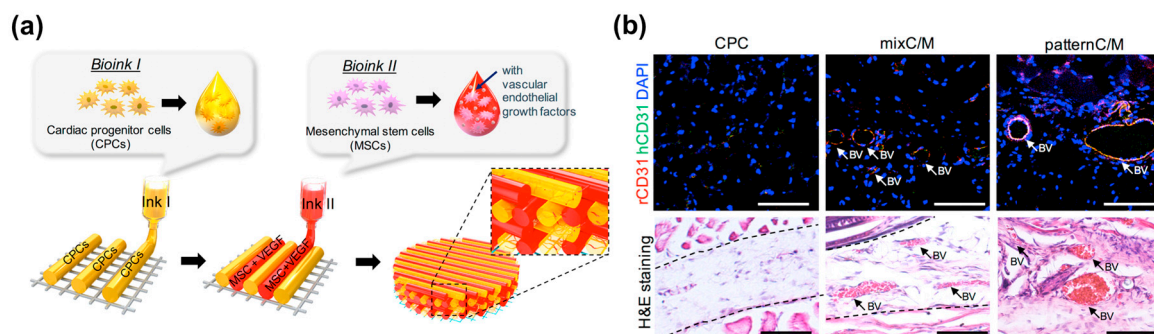 (a)
Bioink I
Cardiac progenitor cells
(CPCs)
Bioink II
Mesenchymal stem cells
(MSCs)
with
vascular
endothelial
growth factors
Ink I
CPCs
CPCs
CPCs
Ink II
MSC + VEGF
MSC+VEGF
(b)
CPC
mixC/M
patternC/M
rCD31 hCD31 DAPI
BV
BV
BV
BV
BV
BV
H&E staining
BV
BV
BV
BV
BV
BV